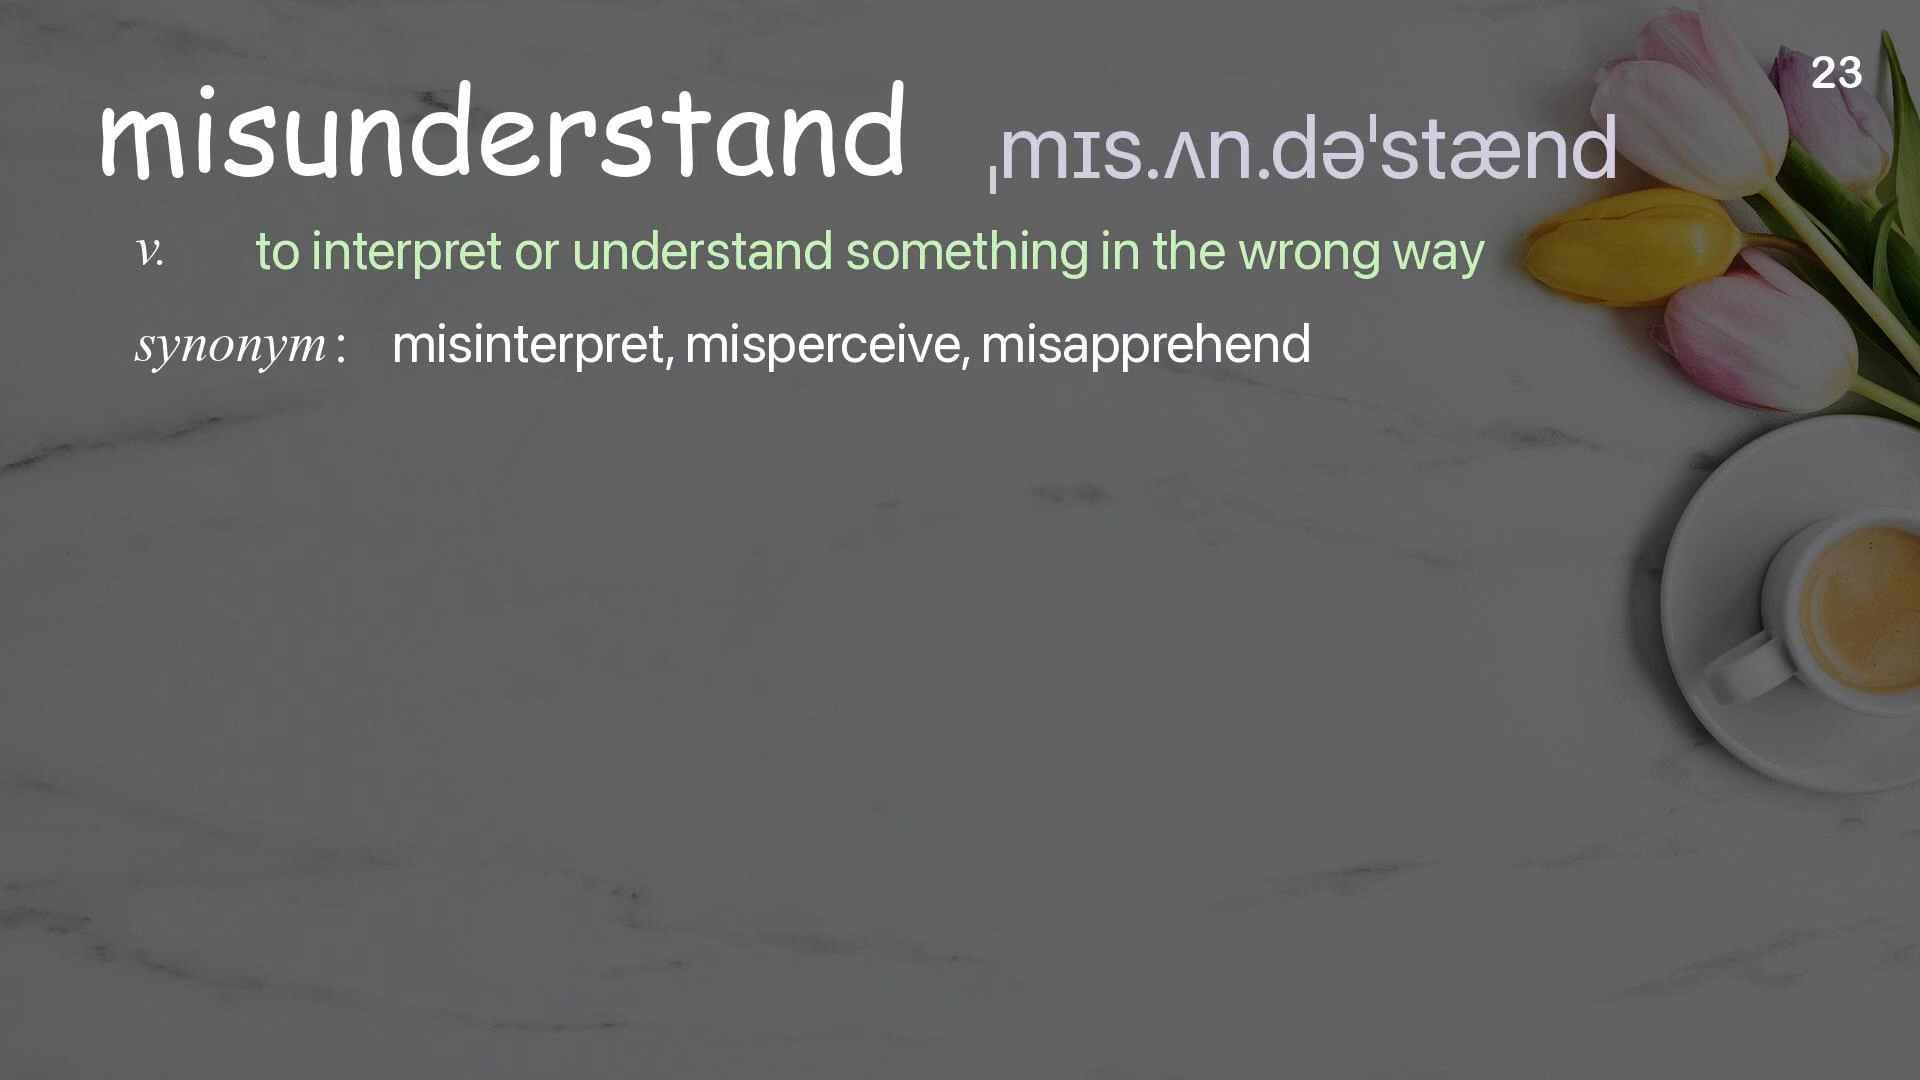 23
misunderstand ˌmɪs.ʌn.dəˈstænd
v. to interpret or understand something in the wrong way
synonym : misinterpret, misperceive, misapprehend